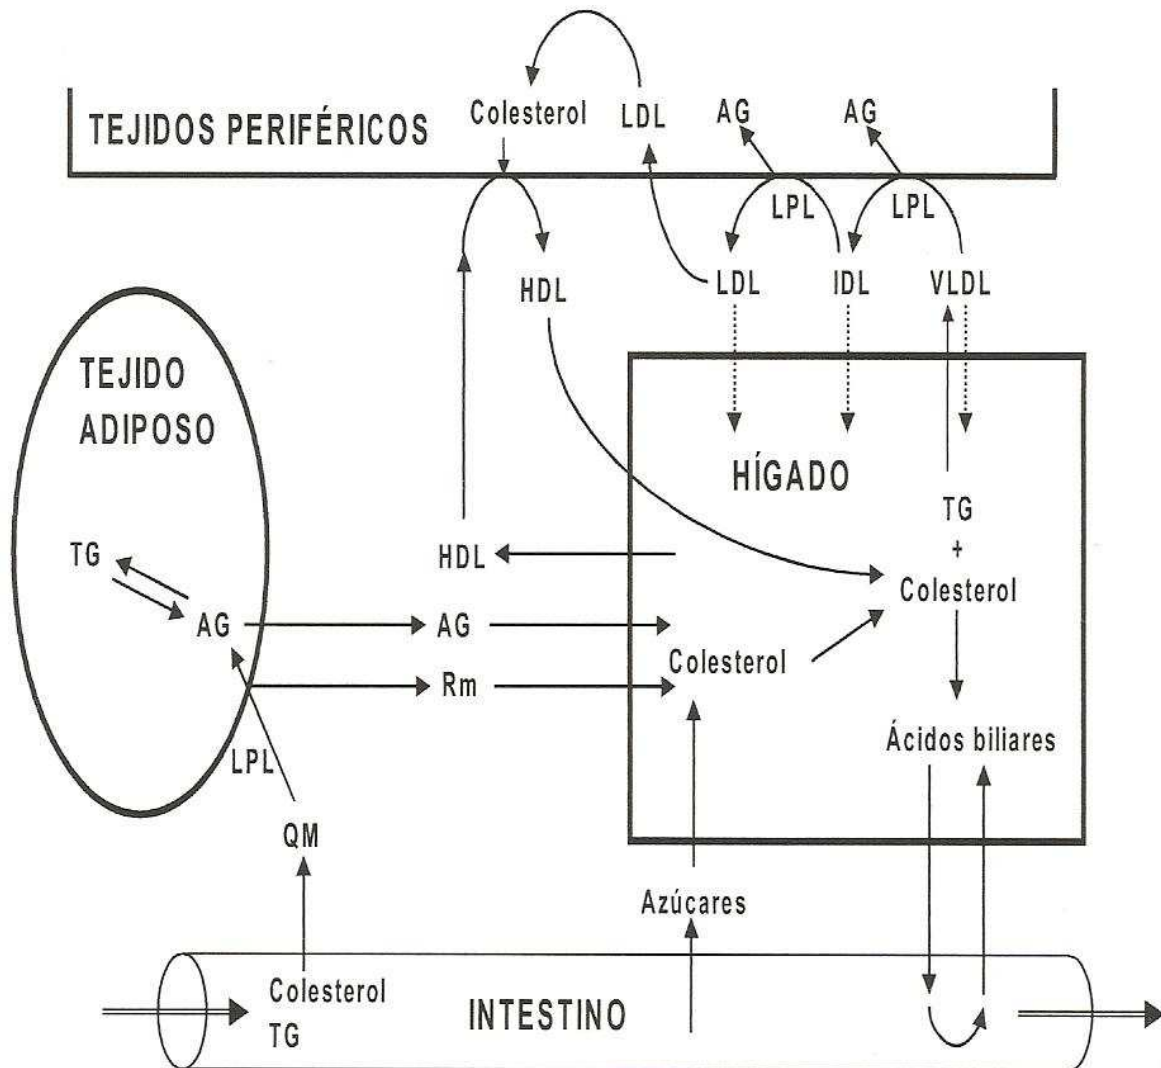 TEJIDOS PERIFÉRICOS
Colesterol
LDL
AG
AG
LPL
LPL
HDL
LDL
IDL
VLDL
TEJIDO
ADIPOSO
HÍGADO
TG
+
Colesterol
TG
AG
HDL
AG
Rm
Colesterol
Ácidos biliares
LPL
QM
Azúcares
Colesterol
TG
INTESTINO